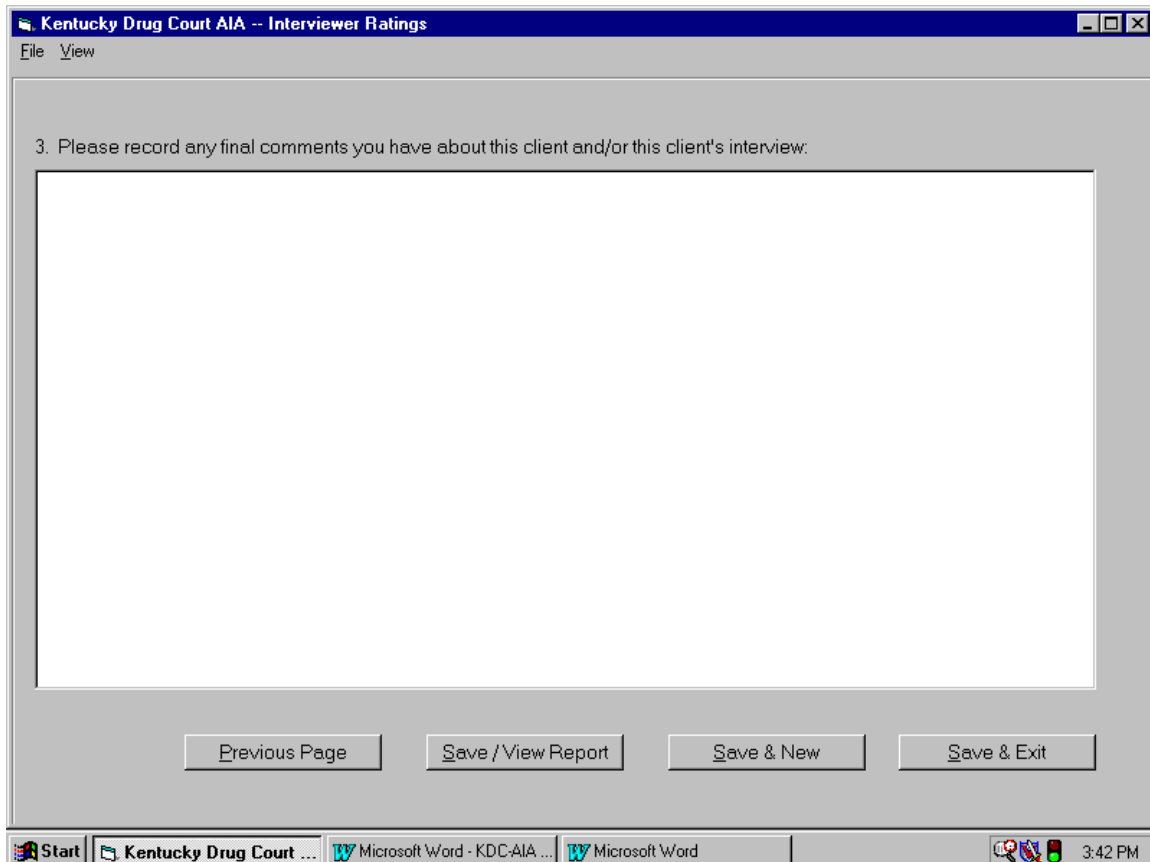 Kentucky Drug Court AIA -- Interviewer Ratings
File View
3. Please record any final comments you have about this client and/or this client's interview:
Previous Page Save / View Report Save & New Save & Exit
Start Kentucky Drug Court ... Microsoft Word - KDC-AIA ... Microsoft Word 3:42 PM